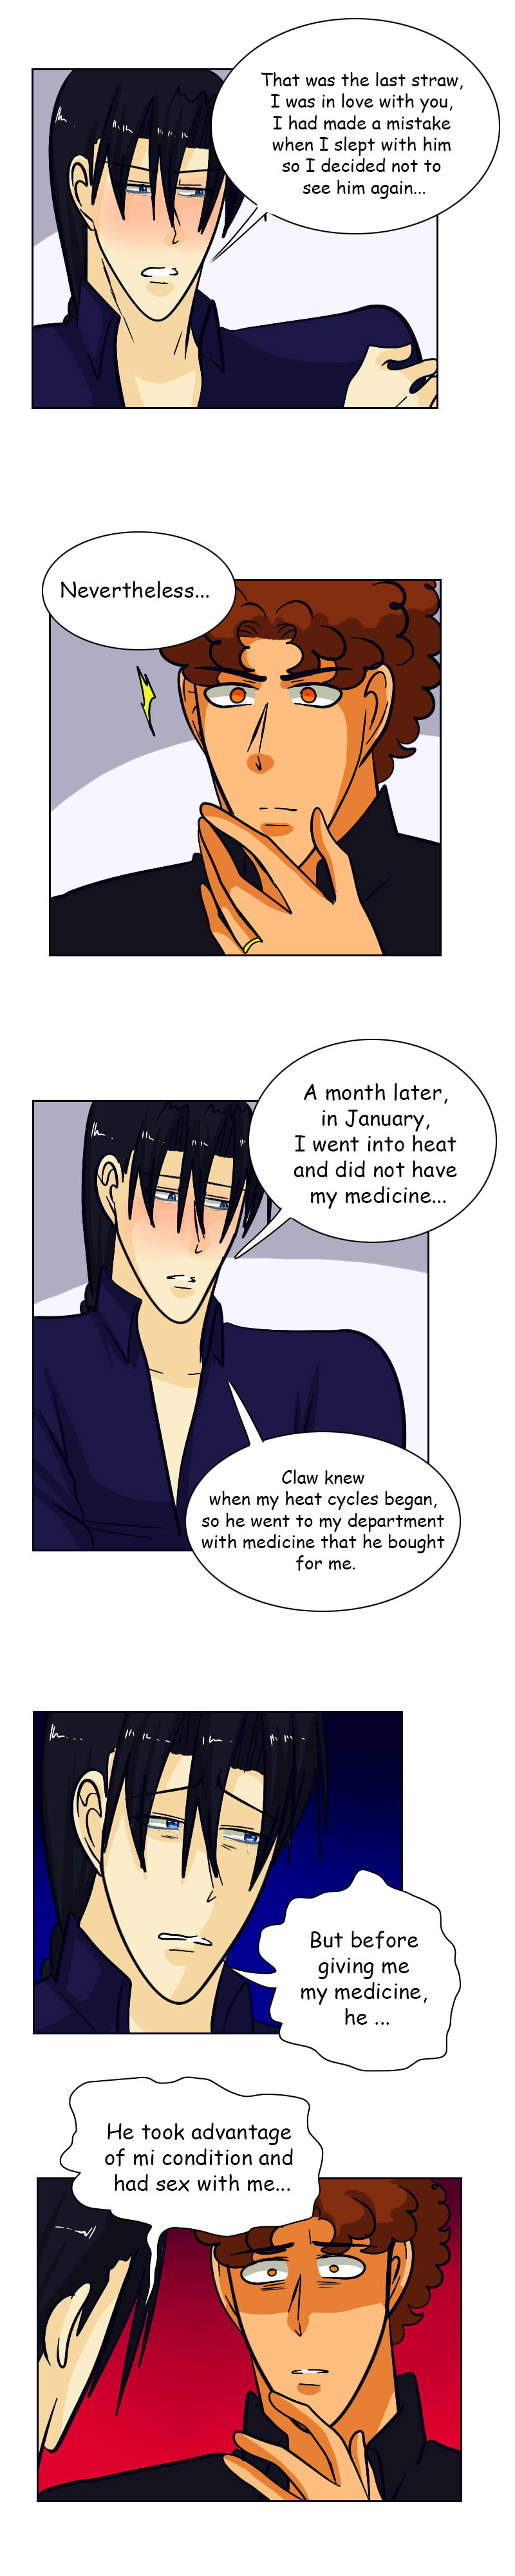 That was the last straw,
I was in love with you,
I had made a mistake
when I slept with him
so I decided not to
see him again...
Nevertheless...
A month later,
in January,
I went into heat
and did not have
my medicine...
Claw knew
when my heat cycles began,
so he went to my department
with medicine that he bought
for me.
But before
giving me
my medicine,
he ...
He took advantage
of mi condition and
had sex with me...